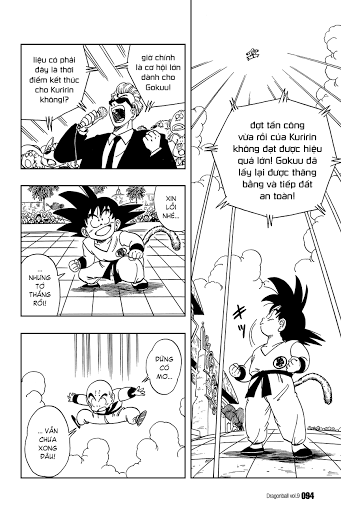 đợt tấn công
vừa rồi của Kuririn
không đạt được hiệu
quả lớn! Gokuu đã
lấy lại được thăng
bằng và tiếp đất
an toàn!
キッ
giờ chính
là cơ hội lớn
dành cho
Gokuu!
liệu có phải
đây là thời
điểm kết thúc
cho Kuririn
không!?
XIN
LỖI
NHÉ...
...
NHƯNG
TỚ
THẮNG
RỒI!
ĐỪNG
CÓ
MƠ...
... VẪN
CHƯA
XONG
ĐÂU!
Dragonball vol.9 094